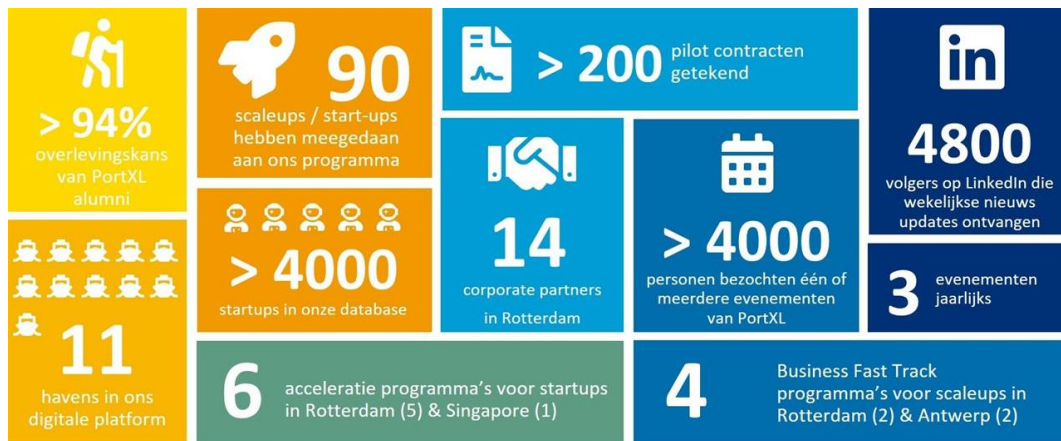 > 94%
overlevingskans
van PortXL
alumni
90
scaleups / start-ups
hebben meegedaan
aan ons programma
> 200 pilot contracten
getekend
in
4800
volgers op LinkedIn die
wekelijkse nieuws
updates ontvangen
> 4000
startups in onze database
14
corporate partners
in Rotterdam
> 4000
personen bezochten één of
meerdere evenementen
van PortXL
3 evenementen
jaarlijks
11
havens in ons
digitale platform
6 acceleratie programma's voor startups
in Rotterdam (5) & Singapore (1)
4 Business Fast Track
programma's voor scaleups in
Rotterdam (2) & Antwerp (2)